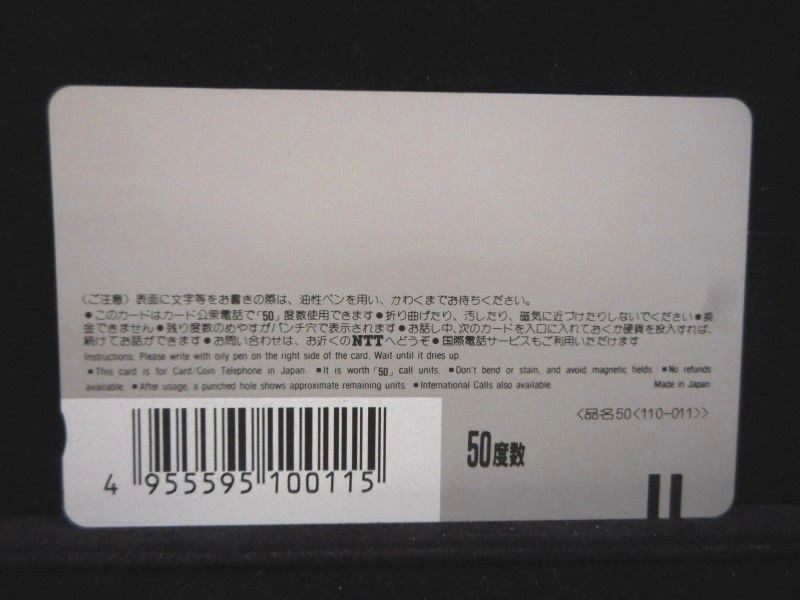 〈ご注意〉表面に文字等をお書きの際は、油性ペンを用い、かわくまでお待ちください。
●このカードはカード公衆電話で「50」度数使用できます●折り曲げたり、汚したり、磁気に近づけたりしないでください●換
金できません●残り度数のめやすがパンチ穴で表示されます●お話し中、次のカードを入口に入れておくか硬貨を投入すれば、
続けてお話ができます●お問い合わせは、お近くのNTTへどうぞ●国際電話サービスもご利用いただけます
Instructions: Please write with oily pen on the right side of the card. Wait until it dries up.
■This card is for Card/Coin Telephone in Japan. ■It is worth「50」call units. ■Don't bend or stain, and avoid magnetic fields. ■No refunds
available. ■After usage, a punched hole shows approximate remaining units. ■International Calls also available. Made in Japan
〈品名50〈110-011〉〉
50度数
4 955595 100115